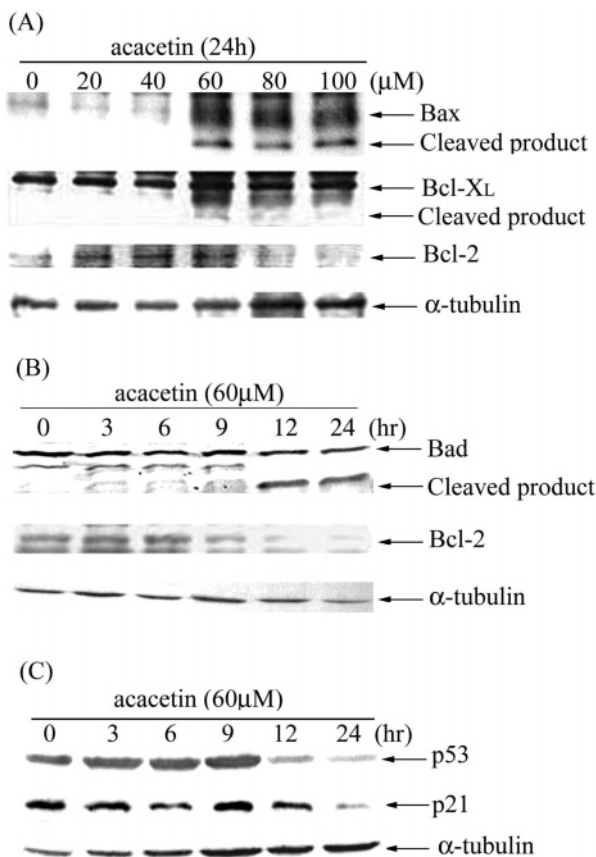 (A)
acacetin (24h)
0 20 40 60 80 100 (μM)
Bax
Cleaved product
Bcl-XL
Cleaved product
Bcl-2
α-tubulin
(B)
acacetin (60μM)
0 3 6 9 12 24 (hr)
Bad
Cleaved product
Bcl-2
α-tubulin
(C)
acacetin (60μM)
0 3 6 9 12 24 (hr)
p53
p21
α-tubulin